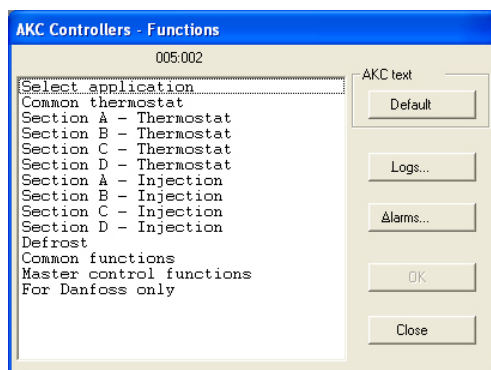 AKC Controllers - Functions
005:002
Select application
Common thermostat
Section A - Thermostat
Section B - Thermostat
Section C - Thermostat
Section D - Thermostat
Section A - Injection
Section B - Injection
Section C - Injection
Section D - Injection
Defrost
Common functions
Master control functions
For Danfoss only
AKC text
Default
Logs...
Alarms...
OK
Close